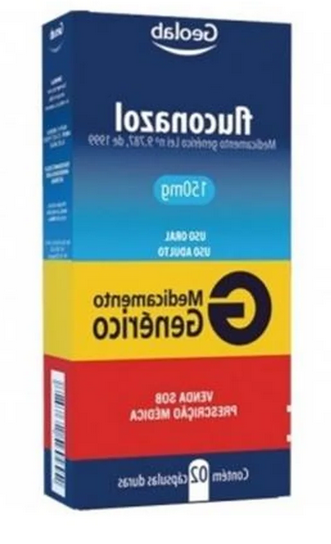 Geolab
fluconazol
Medicamento genérico Lei nº 9.787, de 1999
150mg
USO ORAL
USO ADULTO
G
Medicamento
Genérico
VENDA SOB
PRESCRIÇÃO MÉDICA
Contém 02 cápsulas duras
Geolab